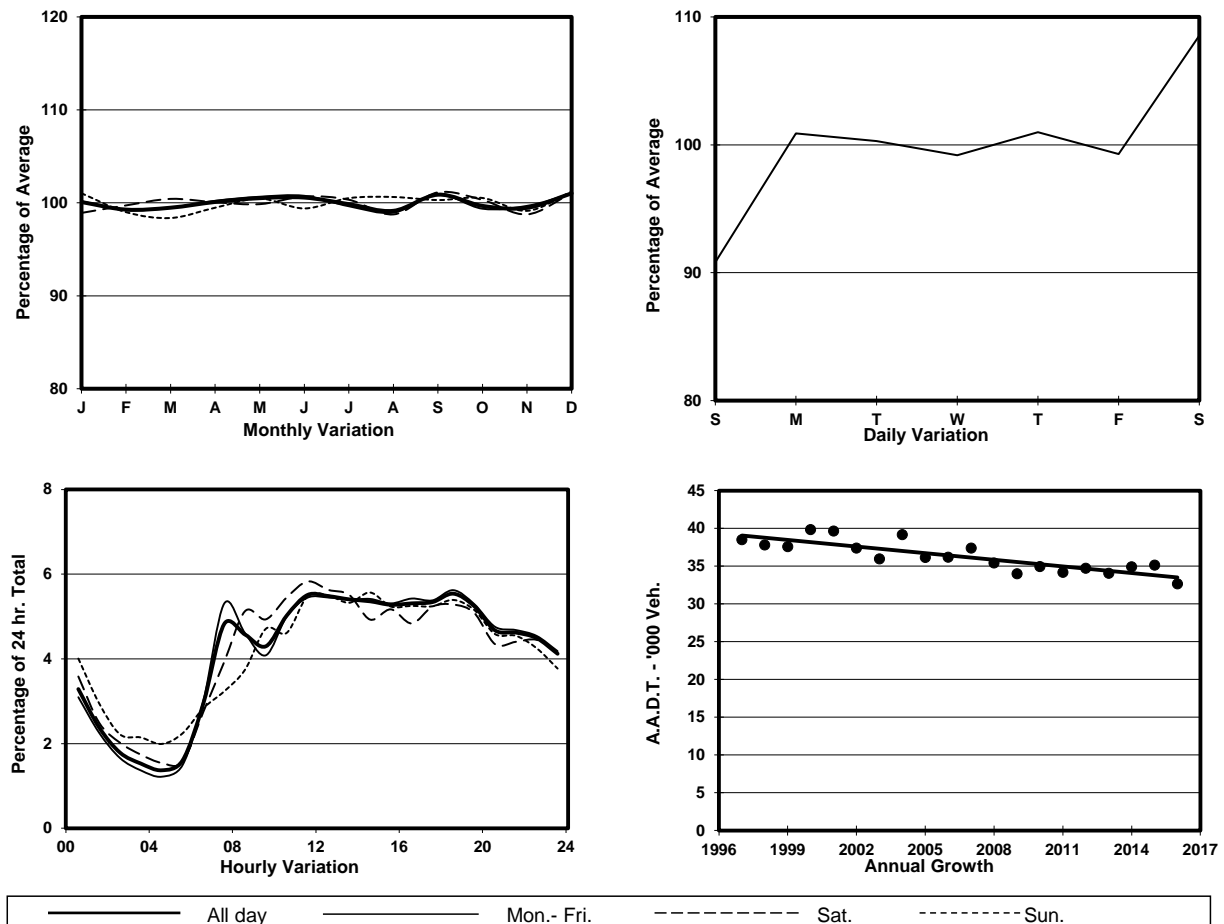 120
110
100
90
80
Percentage of Average
J F M A M J J A S O N D
Monthly Variation
110
100
90
80
Percentage of Average
S M T W T F S
Daily Variation
8
6
4
2
0
Percentage of 24 hr. Total
00 04 08 12 16 20 24
Hourly Variation
45
40
35
30
25
20
15
10
5
0
A.A.D.T. - '000 Veh.
1996 1999 2002 2005 2008 2011 2014 2017
Annual Growth
All day Mon.- Fri. Sat. Sun.